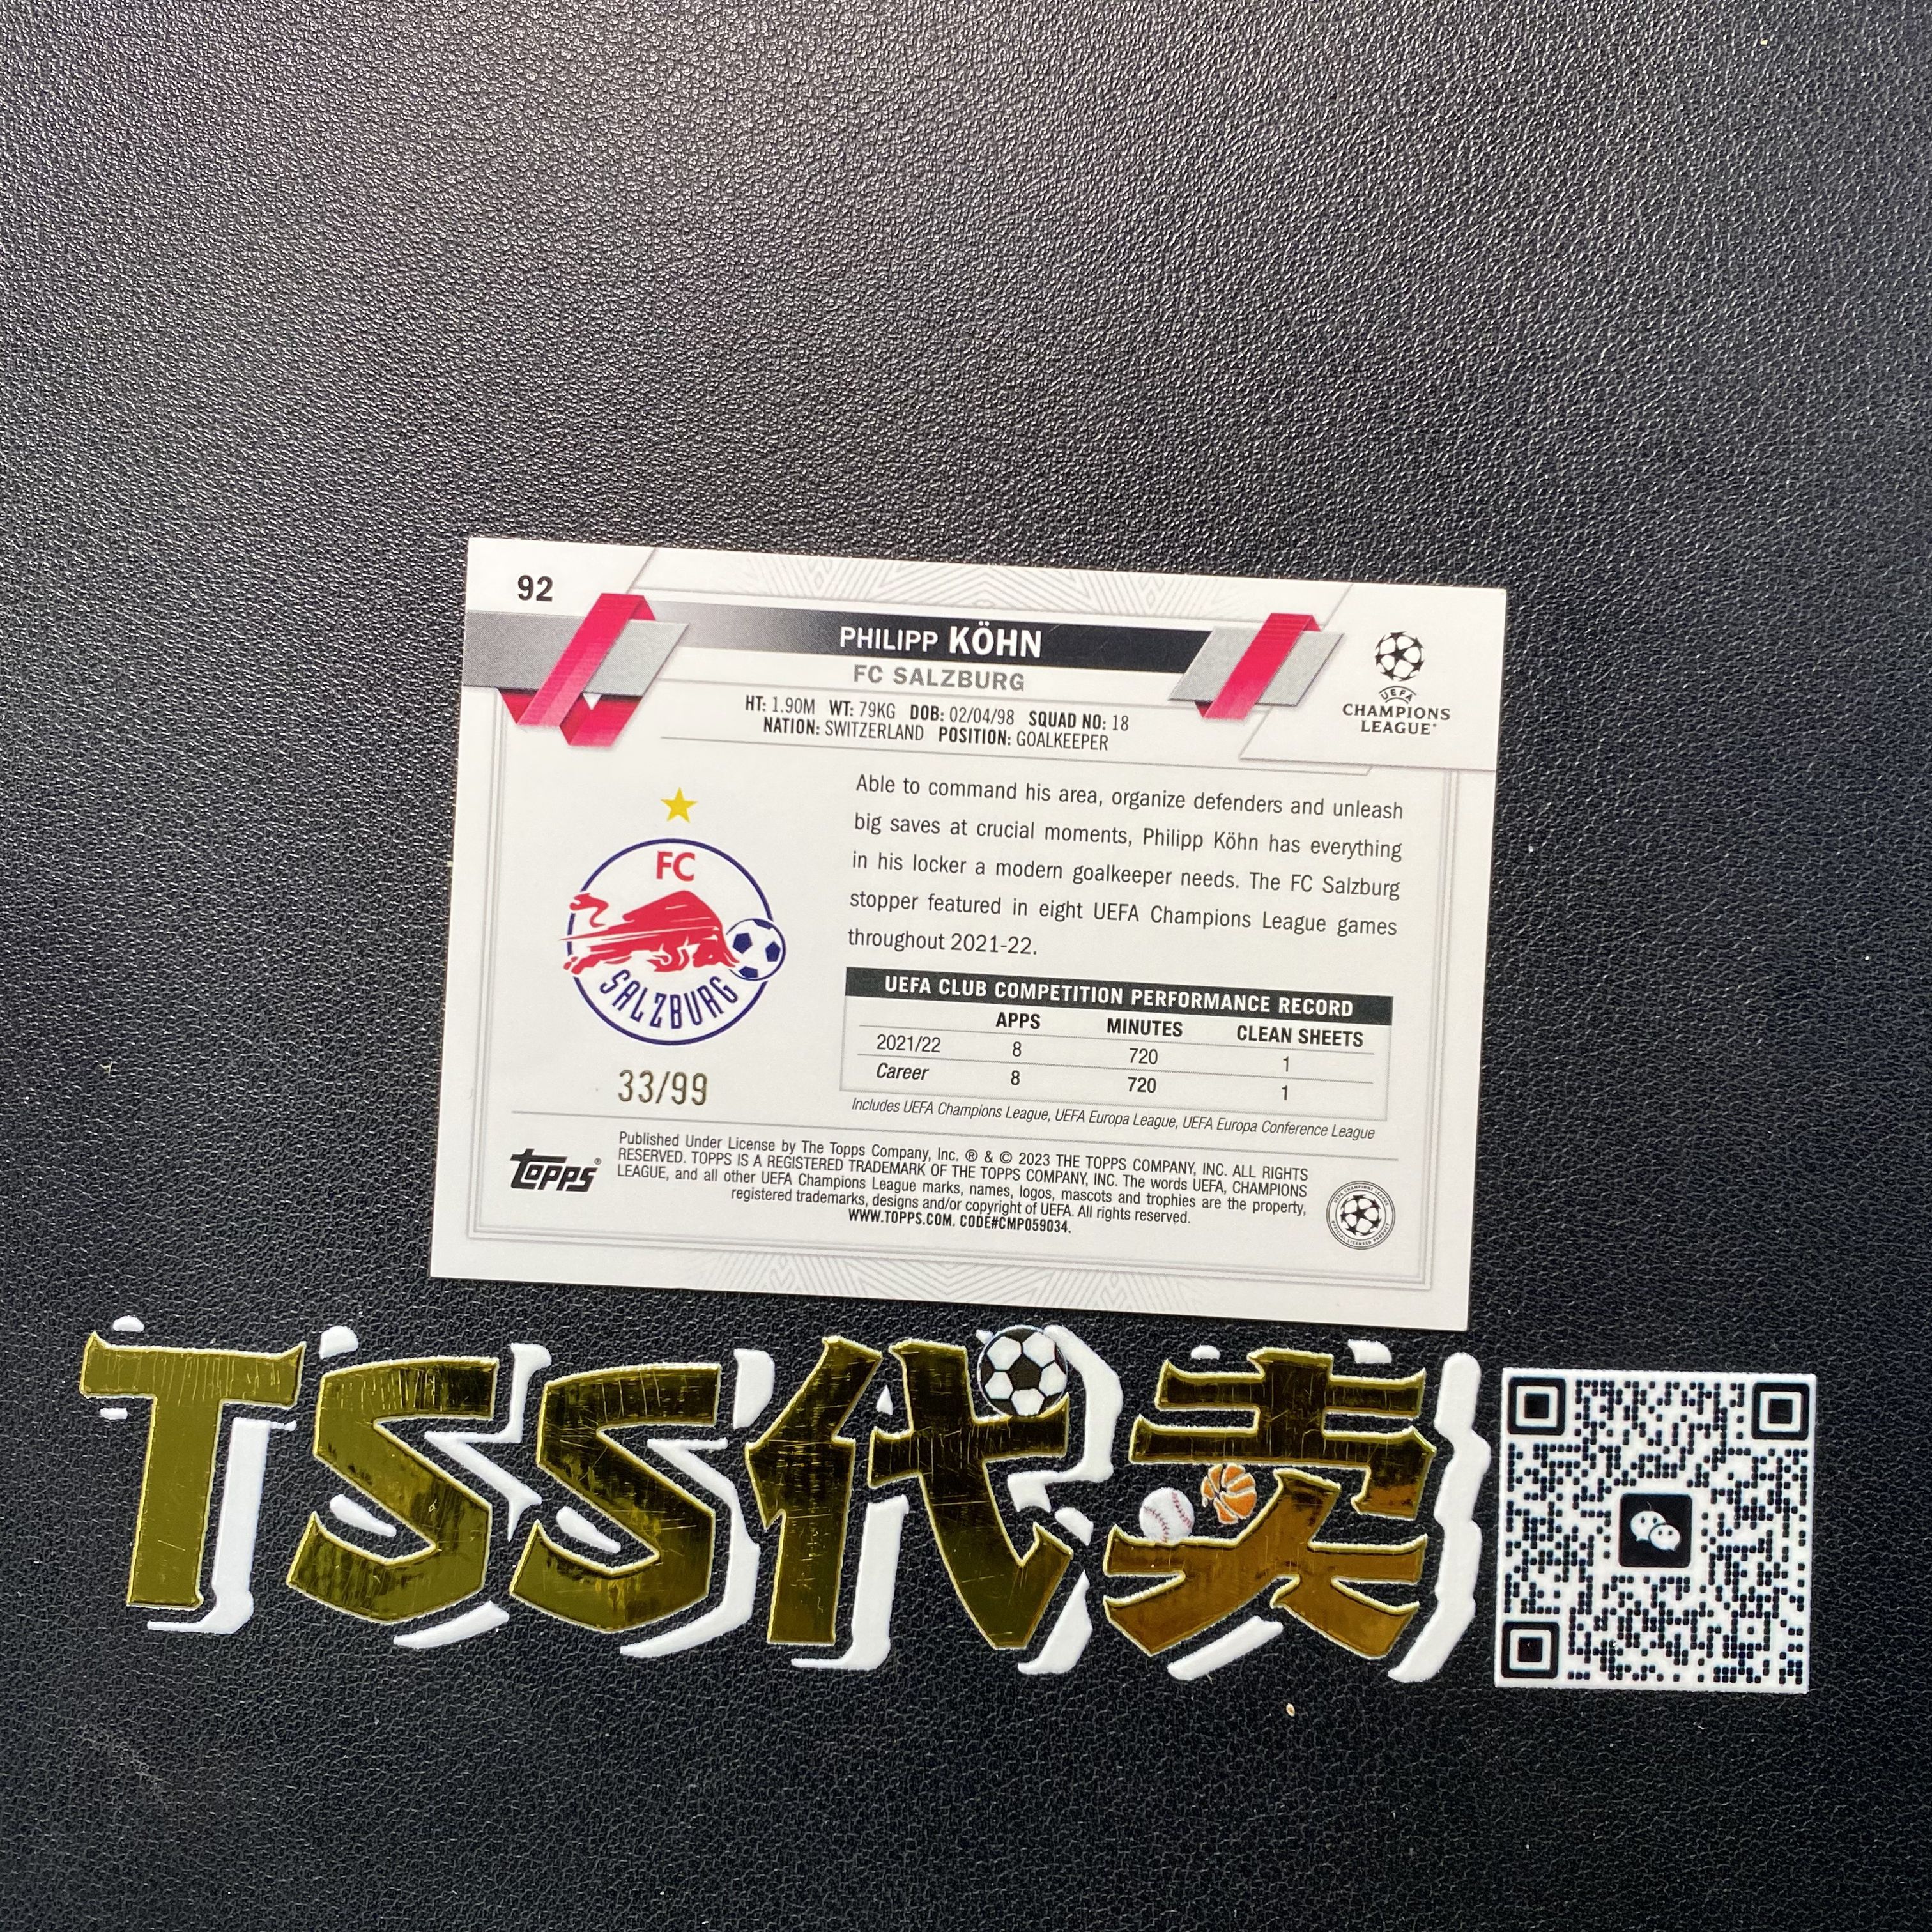 92
PHILIPP KÖHN
FC SALZBURG
HT: 1.90M WT: 79KG DOB: 02/04/98 SQUAD NO: 18
NATION: SWITZERLAND POSITION: GOALKEEPER
UEFA
CHAMPIONS
LEAGUE
Able to command his area, organize defenders and unleash
big saves at crucial moments, Philipp Köhn has everything
in his locker a modern goalkeeper needs. The FC Salzburg
stopper featured in eight UEFA Champions League games
throughout 2021-22.
FC
SALZBURG
33/99
UEFA CLUB COMPETITION PERFORMANCE RECORD
APPS MINUTES CLEAN SHEETS
2021/22 8 720 1
Career 8 720 1
Includes UEFA Champions League, UEFA Europa League, UEFA Europa Conference League
topps®
Published Under License by The Topps Company, Inc. ® & © 2023 THE TOPPS COMPANY, INC. ALL RIGHTS
RESERVED. TOPPS IS A REGISTERED TRADEMARK OF THE TOPPS COMPANY, INC. The words UEFA, CHAMPIONS
LEAGUE, and all other UEFA Champions League marks, names, logos, mascots and trophies are the property,
registered trademarks, designs and/or copyright of UEFA. All rights reserved.
WWW.TOPPS.COM. CODE#CMP059034.
TSS代卖